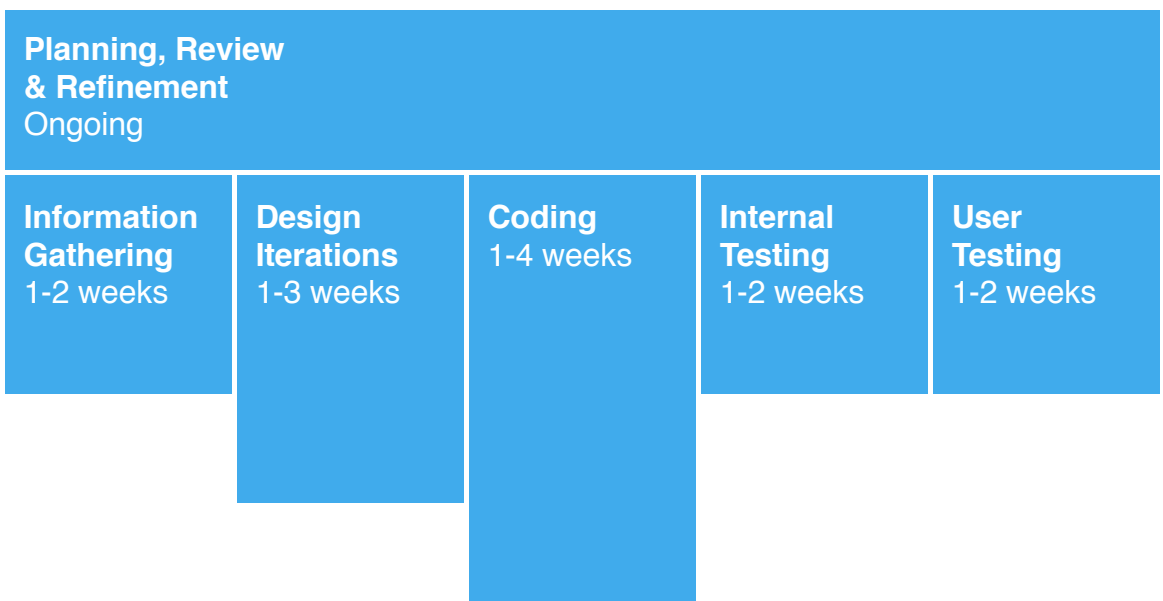 Planning, Review
& Refinement
Ongoing
Information
Gathering
1-2 weeks
Design
Iterations
1-3 weeks
Coding
1-4 weeks
Internal
Testing
1-2 weeks
User
Testing
1-2 weeks